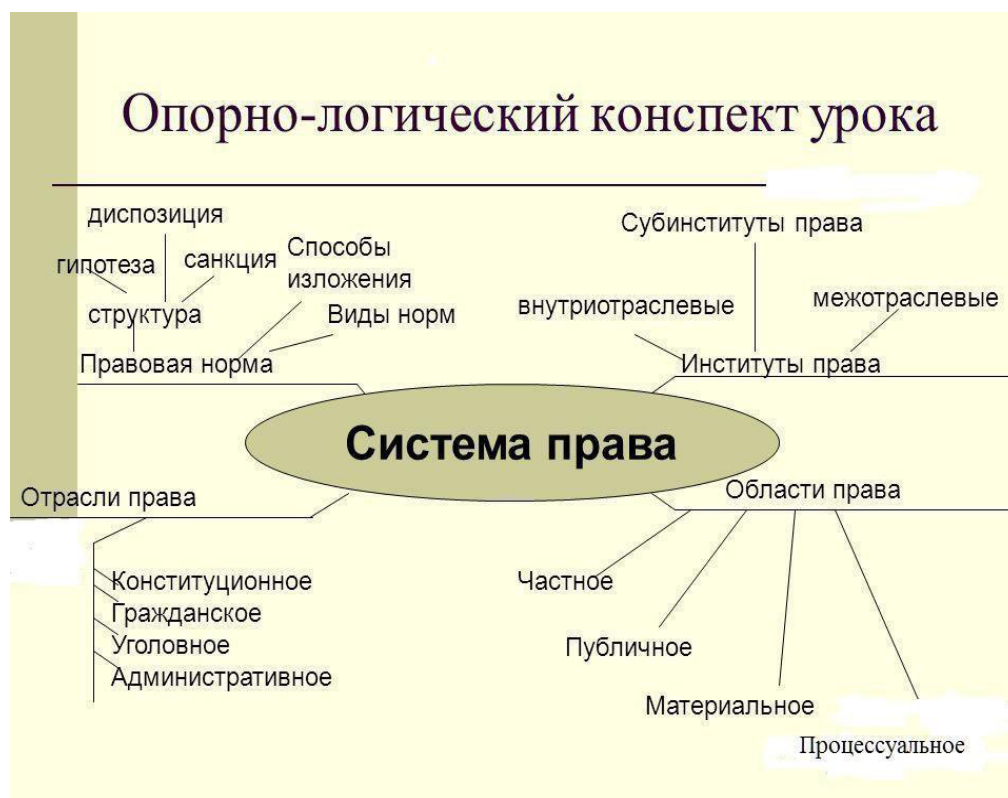 Опорно-логический конспект урока
диспозиция
гипотеза
санкция
Способы
изложения
структура
Виды норм
Правовая норма
Субинституты права
внутриотраслевые
межотраслевые
Институты права
Система права
Отрасли права
Конституционное
Гражданское
Уголовное
Административное
Области права
Частное
Публичное
Материальное
Процессуальное